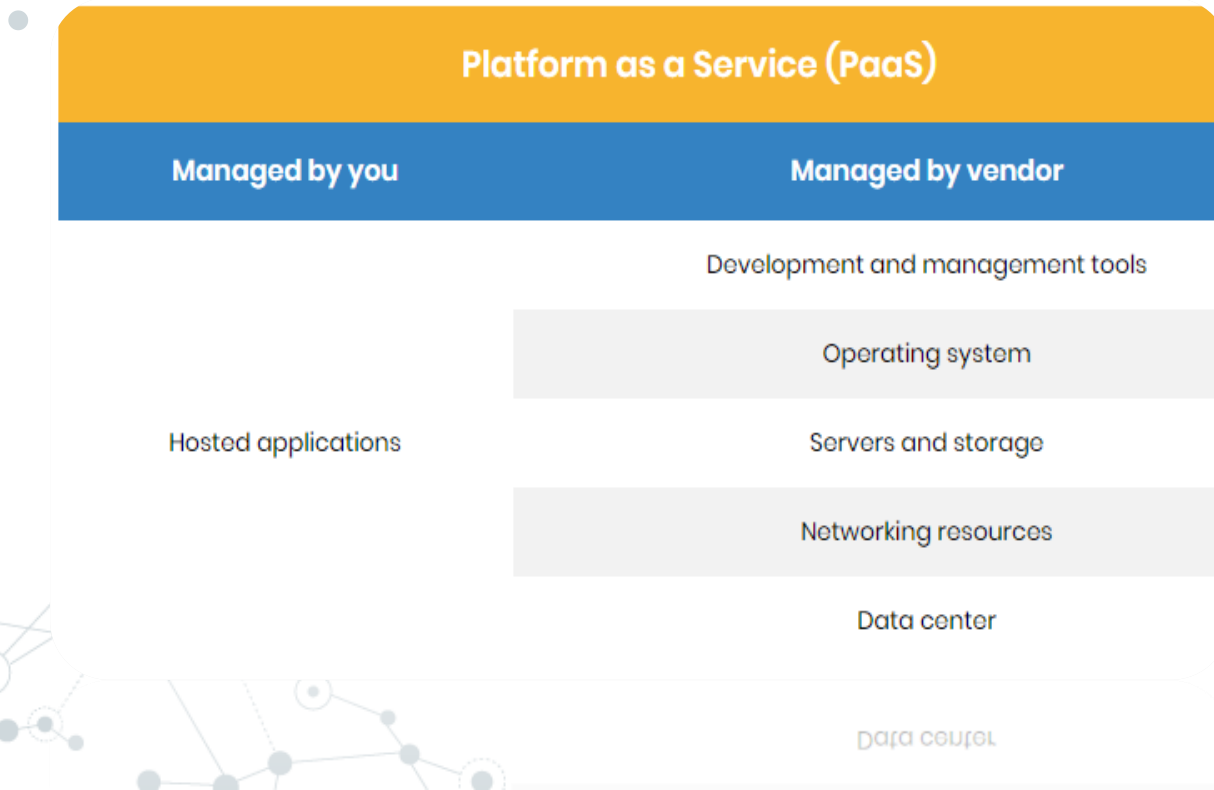 Platform as a Service (PaaS)
Managed by you
Managed by vendor
Development and management tools
Operating system
Hosted applications
Servers and storage
Networking resources
Data center
Data center